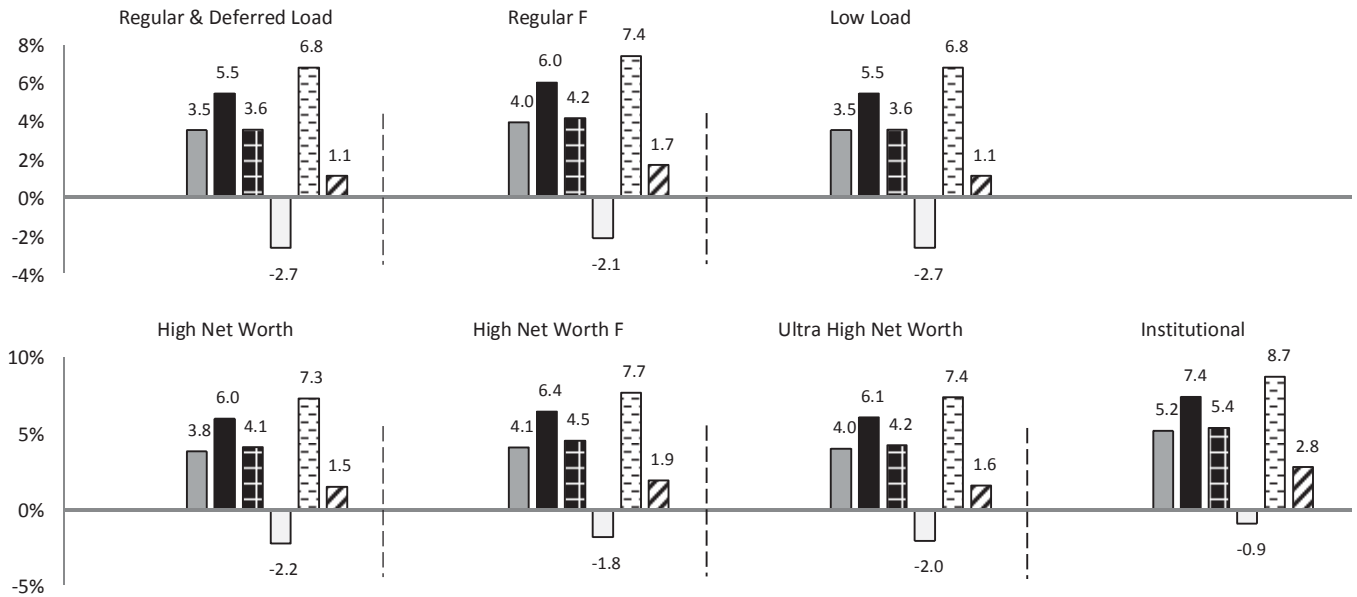 Regular & Deferred Load Regular F Low Load
8% 6.8 7.4 6.8
6% 5.5 6.0 5.5
4% 3.5 3.6 4.0 4.2 3.5 3.6
2% 1.1 1.7 1.1
0%
-2%
-4% -2.7 -2.1 -2.7
High Net Worth High Net Worth F Ultra High Net Worth Institutional
10% 7.3 7.7 7.4 8.7
6.0 6.4 6.1 7.4
5% 3.8 4.1 4.1 4.5 4.0 4.2 5.2 5.4
1.5 1.9 1.6 2.8
0%
-2.2 -1.8 -2.0 -0.9
-5%